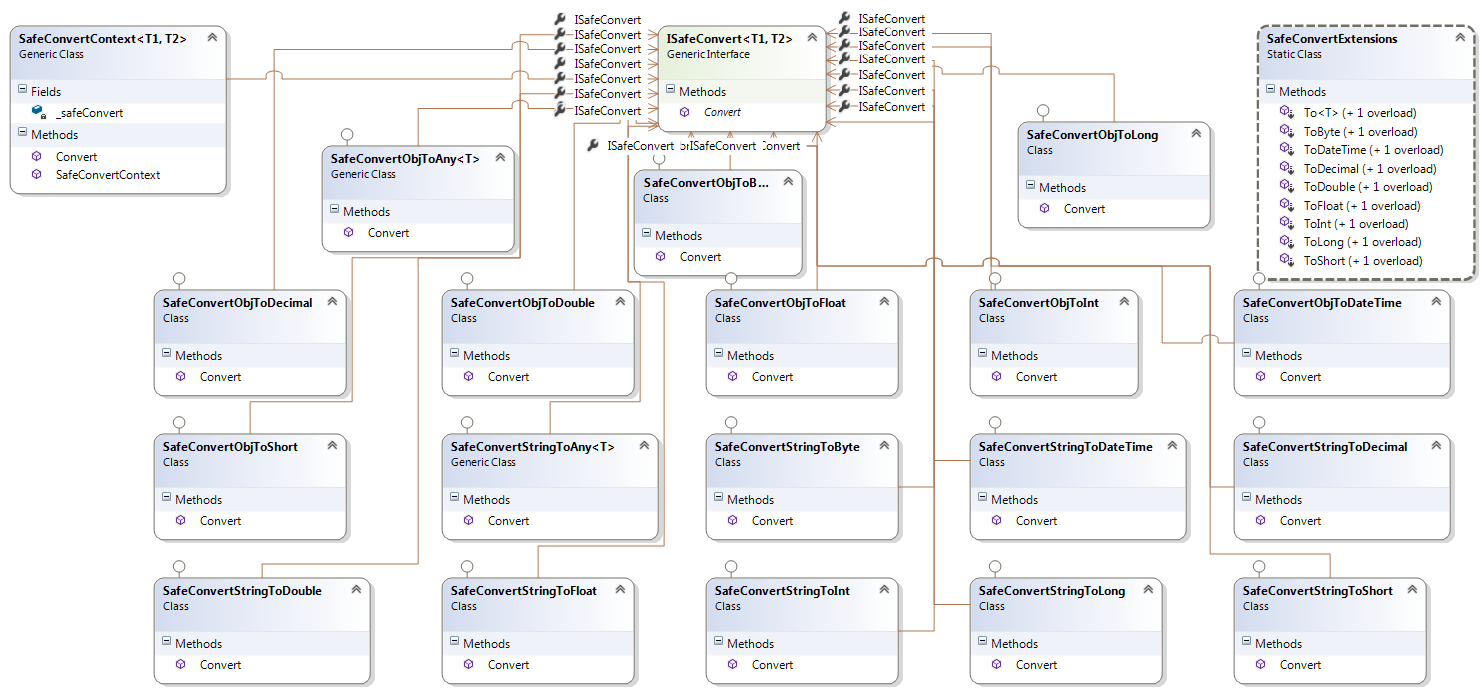 SafeConvertContext<T1, T2>
Generic Class
Fields
_safeConvert
Methods
Convert
SafeConvertContext
ISafeConvert
ISafeConvert
ISafeConvert
ISafeConvert
ISafeConvert
ISafeConvert
ISafeConvert
ISafeConvert<T1, T2>
Generic Interface
Methods
Convert
ISafeConvert
ISafeConvert
ISafeConvert
ISafeConvert
ISafeConvert
ISafeConvert
ISafeConvert
SafeConvertExtensions
Static Class
Methods
To<T> (+ 1 overload)
ToByte (+ 1 overload)
ToDateTime (+ 1 overload)
ToDecimal (+ 1 overload)
ToDouble (+ 1 overload)
ToFloat (+ 1 overload)
ToInt (+ 1 overload)
ToLong (+ 1 overload)
ToShort (+ 1 overload)
ISafeConvert ISafeConvert
SafeConvertObjToAny<T>
Generic Class
Methods
Convert
SafeConvertObjToB...
Class
Methods
Convert
SafeConvertObjToLong
Class
Methods
Convert
SafeConvertObjToDecimal
Class
Methods
Convert
SafeConvertObjToDouble
Class
Methods
Convert
SafeConvertObjToFloat
Class
Methods
Convert
SafeConvertObjToInt
Class
Methods
Convert
SafeConvertObjToDateTime
Class
Methods
Convert
SafeConvertObjToShort
Class
Methods
Convert
SafeConvertStringToAny<T>
Generic Class
Methods
Convert
SafeConvertStringToByte
Class
Methods
Convert
SafeConvertStringToDateTime
Class
Methods
Convert
SafeConvertStringToDecimal
Class
Methods
Convert
SafeConvertStringToDouble
Class
Methods
Convert
SafeConvertStringToFloat
Class
Methods
Convert
SafeConvertStringToInt
Class
Methods
Convert
SafeConvertStringToLong
Class
Methods
Convert
SafeConvertStringToShort
Class
Methods
Convert